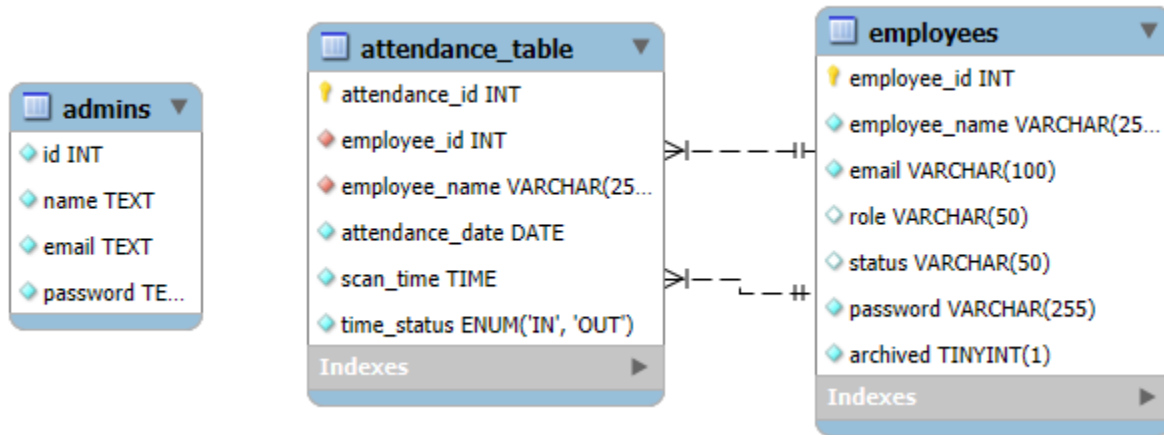 admins
id INT
name TEXT
email TEXT
password TE...
attendance_table
attendance_id INT
employee_id INT
employee_name VARCHAR(25...
attendance_date DATE
scan_time TIME
time_status ENUM('IN', 'OUT')
Indexes
employees
employee_id INT
employee_name VARCHAR(25...
email VARCHAR(100)
role VARCHAR(50)
status VARCHAR(50)
password VARCHAR(255)
archived TINYINT(1)
Indexes